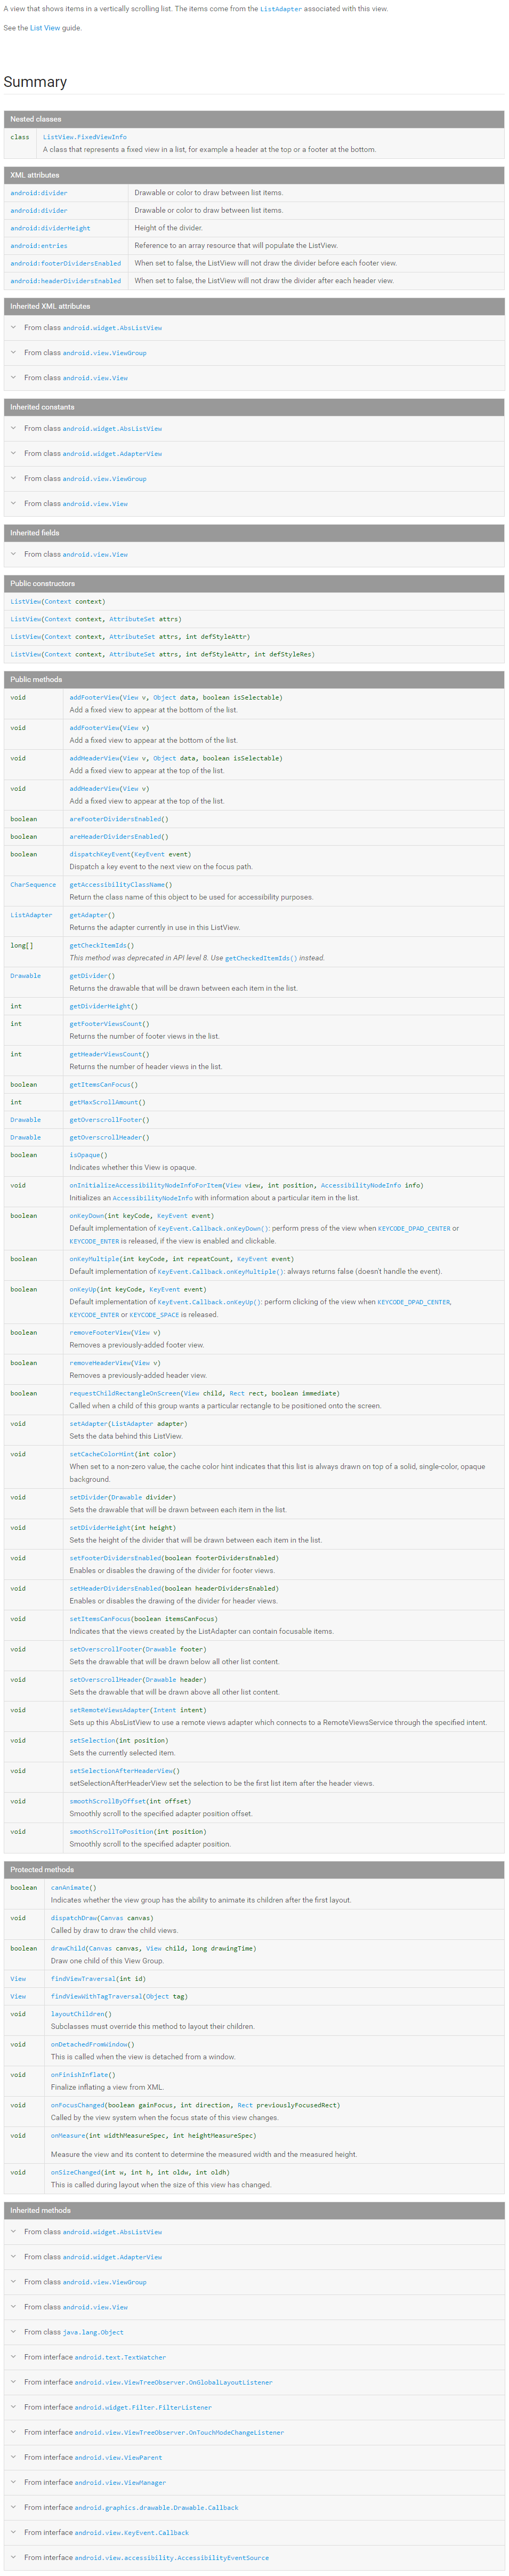 A view that shows items in a vertically scrolling list. The items come from the ListAdapter associated with this view.
See the List View guide.
Summary
Nested classes
class ListView.FixedViewInfo
A class that represents a fixed view in a list, for example a header at the top or a footer at the bottom.
XML attributes
android:divider Drawable or color to draw between list items.
android:divider Drawable or color to draw between list items.
android:dividerHeight Height of the divider.
android:entries Reference to an array resource that will populate the ListView.
android:footerDividersEnabled When set to false, the ListView will not draw the divider before each footer view.
android:headerDividersEnabled When set to false, the ListView will not draw the divider after each header view.
Inherited XML attributes
From class android.widget.AbsListView
From class android.view.ViewGroup
From class android.view.View
Inherited constants
From class android.widget.AbsListView
From class android.widget.AdapterView
From class android.view.ViewGroup
From class android.view.View
Inherited fields
From class android.view.View
Public constructors
ListView(Context context)
ListView(Context context, AttributeSet attrs)
ListView(Context context, AttributeSet attrs, int defStyleAttr)
ListView(Context context, AttributeSet attrs, int defStyleAttr, int defStyleRes)
Public methods
void addFooterView(View v, Object data, boolean isSelectable)
Add a fixed view to appear at the bottom of the list.
void addFooterView(View v)
Add a fixed view to appear at the bottom of the list.
void addHeaderView(View v, Object data, boolean isSelectable)
Add a fixed view to appear at the top of the list.
void addHeaderView(View v)
Add a fixed view to appear at the top of the list.
boolean areFooterDividersEnabled()
boolean areHeaderDividersEnabled()
boolean dispatchKeyEvent(KeyEvent event)
Dispatch a key event to the next view on the focus path.
CharSequence getAccessibilityClassName()
Return the class name of this object to be used for accessibility purposes.
ListAdapter getAdapter()
Returns the adapter currently in use in this ListView.
long[] getCheckItemIds()
This method was deprecated in API level 8. Use getCheckedItemIds() instead.
Drawable getDivider()
Returns the drawable that will be drawn between each item in the list.
int getDividerHeight()
int getFooterViewsCount()
Returns the number of footer views in the list.
int getHeaderViewsCount()
Returns the number of header views in the list.
boolean getItemsCanFocus()
int getMaxScrollAmount()
Drawable getOverscrollFooter()
Drawable getOverscrollHeader()
boolean isOpaque()
Indicates whether this View is opaque.
void onInitializeAccessibilityNodeInfoForItem(View view, int position, AccessibilityNodeInfo info)
Initializes an AccessibilityNodeInfo with information about a particular item in the list.
boolean onKeyDown(int keyCode, KeyEvent event)
Default implementation of KeyEvent.Callback.onKeyDown(): perform press of the view when KEYCODE_DPAD_CENTER or
KEYCODE_ENTER is released, if the view is enabled and clickable.
boolean onKeyMultiple(int keyCode, int repeatCount, KeyEvent event)
Default implementation of KeyEvent.Callback.onKeyMultiple(): always returns false (doesn't handle the event).
boolean onKeyUp(int keyCode, KeyEvent event)
Default implementation of KeyEvent.Callback.onKeyUp(): perform clicking of the view when KEYCODE_DPAD_CENTER,
KEYCODE_ENTER or KEYCODE_SPACE is released.
boolean removeFooterView(View v)
Removes a previously-added footer view.
boolean removeHeaderView(View v)
Removes a previously-added header view.
boolean requestChildRectangleOnScreen(View child, Rect rect, boolean immediate)
Called when a child of this group wants a particular rectangle to be positioned onto the screen.
void setAdapter(ListAdapter adapter)
Sets the data behind this ListView.
void setCacheColorHint(int color)
When set to a non-zero value, the cache color hint indicates that this list is always drawn on top of a solid, single-color, opaque
background.
void setDivider(Drawable divider)
Sets the drawable that will be drawn between each item in the list.
void setDividerHeight(int height)
Sets the height of the divider that will be drawn between each item in the list.
void setFooterDividersEnabled(boolean footerDividersEnabled)
Enables or disables the drawing of the divider for footer views.
void setHeaderDividersEnabled(boolean headerDividersEnabled)
Enables or disables the drawing of the divider for header views.
void setItemsCanFocus(boolean itemsCanFocus)
Indicates that the views created by the ListAdapter can contain focusable items.
void setOverscrollFooter(Drawable footer)
Sets the drawable that will be drawn below all other list content.
void setOverscrollHeader(Drawable header)
Sets the drawable that will be drawn above all other list content.
void setRemoteViewsAdapter(Intent intent)
Sets up this AbsListView to use a remote views adapter which connects to a RemoteViewsService through the specified intent.
void setSelection(int position)
Sets the currently selected item.
void setSelectionAfterHeaderView()
setSelectionAfterHeaderView set the selection to be the first list item after the header views.
void smoothScrollByOffset(int offset)
Smoothly scroll to the specified adapter position offset.
void smoothScrollToPosition(int position)
Smoothly scroll to the specified adapter position.
Protected methods
boolean canAnimate()
Indicates whether the view group has the ability to animate its children after the first layout.
void dispatchDraw(Canvas canvas)
Called by draw to draw the child views.
boolean drawChild(Canvas canvas, View child, long drawingTime)
Draw one child of this View Group.
View findViewTraversal(int id)
View findViewWithTagTraversal(Object tag)
void layoutChildren()
Subclasses must override this method to layout their children.
void onDetachedFromWindow()
This is called when the view is detached from a window.
void onFinishInflate()
Finalize inflating a view from XML.
void onFocusChanged(boolean gainFocus, int direction, Rect previouslyFocusedRect)
Called by the view system when the focus state of this view changes.
void onMeasure(int widthMeasureSpec, int heightMeasureSpec)
Measure the view and its content to determine the measured width and the measured height.
void onSizeChanged(int w, int h, int oldw, int oldh)
This is called during layout when the size of this view has changed.
Inherited methods
From class android.widget.AbsListView
From class android.widget.AdapterView
From class android.view.ViewGroup
From class android.view.View
From class java.lang.Object
From interface android.text.TextWatcher
From interface android.view.ViewTreeObserver.OnGlobalLayoutListener
From interface android.widget.Filter.FilterListener
From interface android.view.ViewTreeObserver.OnTouchModeChangeListener
From interface android.view.ViewParent
From interface android.view.ViewManager
From interface android.graphics.drawable.Drawable.Callback
From interface android.view.KeyEvent.Callback
From interface android.view.accessibility.AccessibilityEventSource